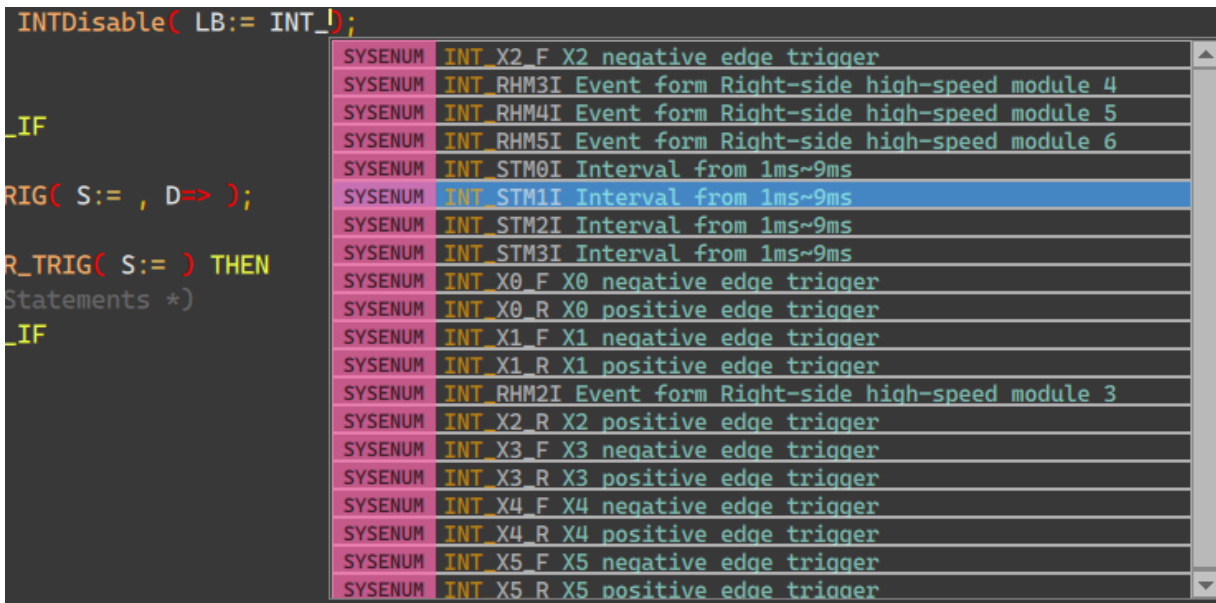 INTDisable( LB:= INT_);
SYSENUM INT_X2_F X2 negative edge trigger
SYSENUM INT_RHM3I Event form Right-side high-speed module 4
SYSENUM INT_RHM4I Event form Right-side high-speed module 5
_IF
SYSENUM INT_RHM5I Event form Right-side high-speed module 6
SYSENUM INT_STM0I Interval from 1ms~9ms
RIG( S:= , D=> );
SYSENUM INT_STM1I Interval from 1ms~9ms
SYSENUM INT_STM2I Interval from 1ms~9ms
SYSENUM INT_STM3I Interval from 1ms~9ms
R_TRIG( S:= ) THEN
SYSENUM INT_X0_F X0 negative edge trigger
Statements *)
SYSENUM INT_X0_R X0 positive edge trigger
_IF
SYSENUM INT_X1_F X1 negative edge trigger
SYSENUM INT_X1_R X1 positive edge trigger
SYSENUM INT_RHM2I Event form Right-side high-speed module 3
SYSENUM INT_X2_R X2 positive edge trigger
SYSENUM INT_X3_F X3 negative edge trigger
SYSENUM INT_X3_R X3 positive edge trigger
SYSENUM INT_X4_F X4 negative edge trigger
SYSENUM INT_X4_R X4 positive edge trigger
SYSENUM INT_X5_F X5 negative edge trigger
SYSENUM INT_X5_R X5 positive edge trigger